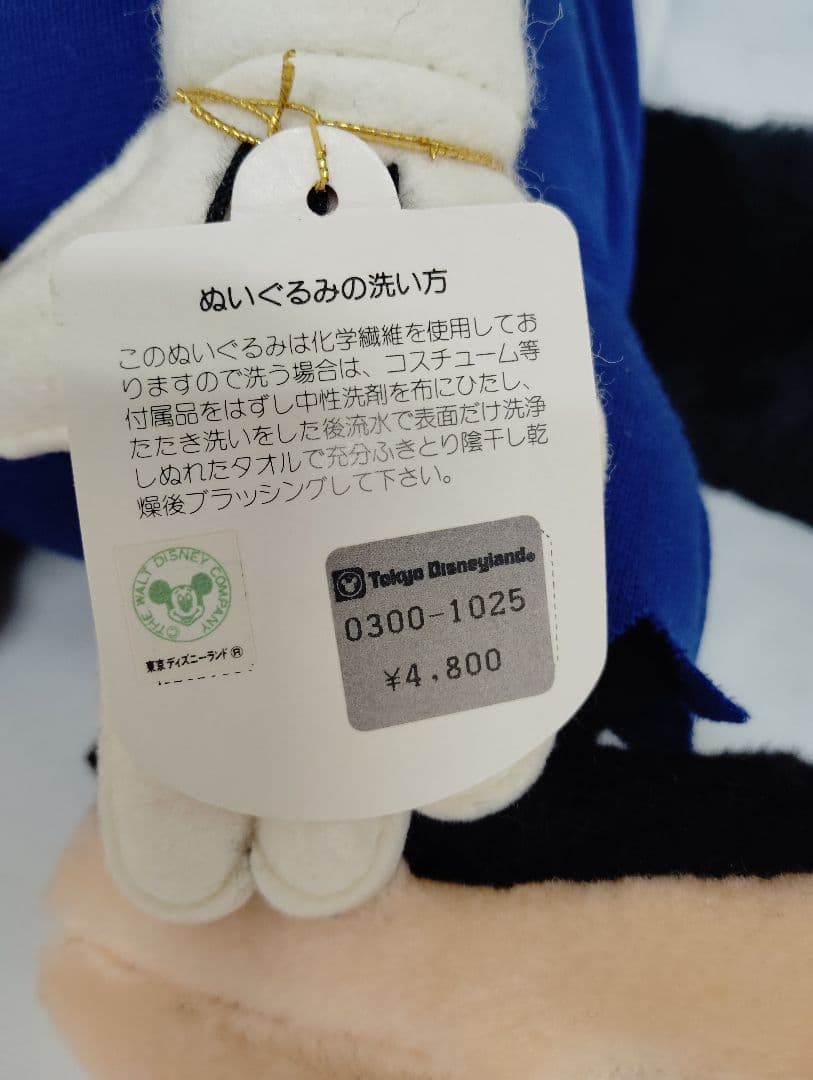 ぬいぐるみの洗い方
このぬいぐるみは化学繊維を使用してお
りますので洗う場合は、コスチューム等
付属品をはずし中性洗剤を布にひたし、
たたき洗いをした後流水で表面だけ洗浄
しぬれたタオルで充分ふきとり陰干し乾
燥後ブラッシングして下さい。
©THE WALT DISNEY COMPANY
東京ディズニーランド Ⓡ
Tokyo Disneyland®
0300-1025
¥4,800